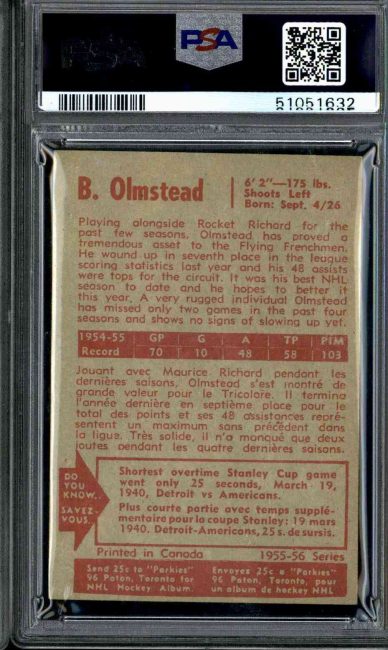 PSA
51051632
B. Olmstead
6' 2"—175 lbs.
Shoots Left
Born: Sept. 4/26
Playing alongside Rocket Richard for the
past few seasons, Olmstead has proved a
tremendous asset to the Flying Frenchmen.
He wound up in seventh place in the league
scoring statistics last year and his 48 assists
were tops for the circuit. It was his best NHL
season to date and he hopes to better it
this year. A very rugged individual Olmstead
has missed only two games in the past four
seasons and shows no signs of slowing up yet.
1954-55 GP G A TP PIM
Record 70 10 48 58 103
Jouant avec Maurice Richard pendant les
dernières saisons, Olmstead s'est montré de
grande valeur pour le Tricolore. Il termina
l'année dernière en septième place pour le
total des points et ses 48 assistances repré-
sentent un maximum sans précédent dans
la ligue. Très solide, il n'a manqué que deux
joutes pendant les quatre dernières saisons.
DO
YOU
KNOW..
SAVEZ-
VOUS..
Shortest overtime Stanley Cup game
went only 25 seconds, March 19,
1940, Detroit vs Americans.
Plus courte partie avec temps supplé-
mentaire pour la coupe Stanley: 19 mars
1940. Detroit-Americans, 25 s. de sursis.
Printed in Canada 1955-56 Series
Send 25c to "Parkies"
96 Paton, Toronto for
NHL Hockey Album.
Envoyez 25c a "Parkies"
96 Paton, Toronto, pour
un album de hockey NHL